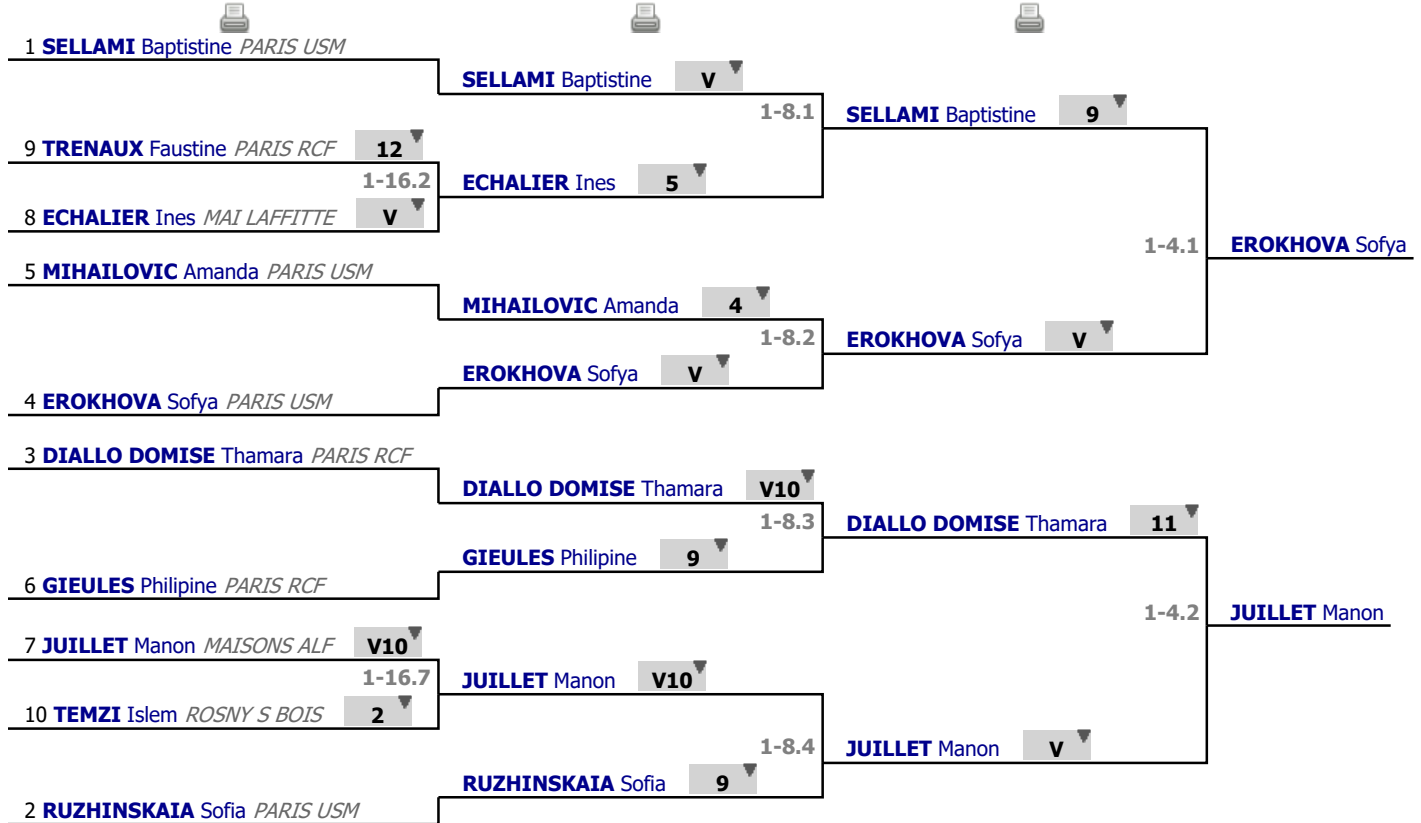 1 SELLAMI Baptistine PARIS USM
9 TRENAUX Faustine PARIS RCF 12
1-16.2
8 ECHALIER Ines MAI LAFFITTE V
5 MIHAILOVIC Amanda PARIS USM
4 EROKHOVA Sofya PARIS USM
3 DIALLO DOMISE Thamara PARIS RCF
6 GIEULES Philipine PARIS RCF
7 JUILLET Manon MAISONS ALF V10
1-16.7
10 TEMZI Islem ROSNY S BOIS 2
2 RUZHINSKAIA Sofia PARIS USM
SELLAMI Baptistine V
1-8.1
ECHALIER Ines 5
MIHAILOVIC Amanda 4
1-8.2
EROKHOVA Sofya V
DIALLO DOMISE Thamara V10
1-8.3
GIEULES Philipine 9
JUILLET Manon V10
1-8.4
RUZHINSKAIA Sofia 9
SELLAMI Baptistine 9
1-4.1
EROKHOVA Sofya V
DIALLO DOMISE Thamara 11
1-4.2
JUILLET Manon V
EROKHOVA Sofya
JUILLET Manon